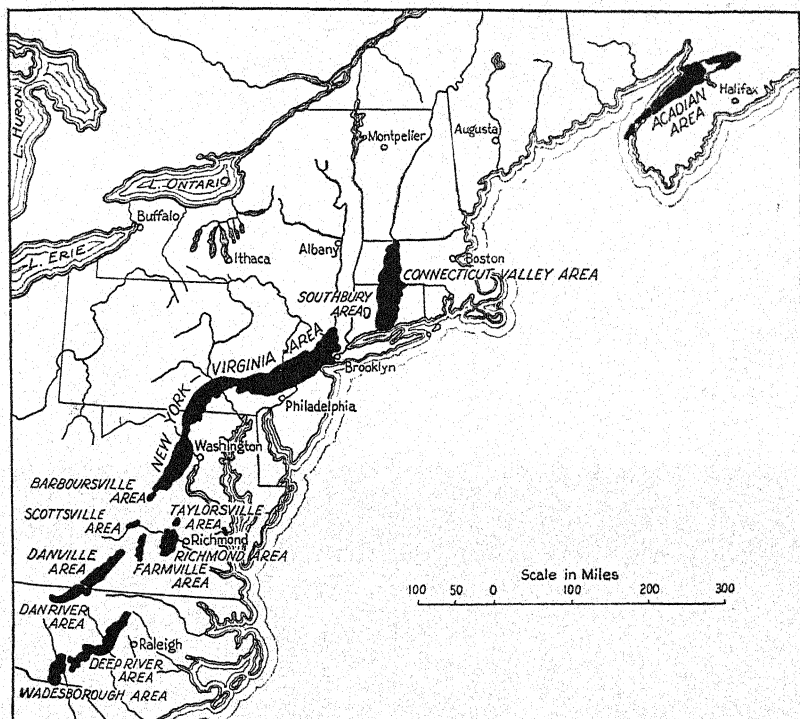 L. HURON
Montpelier
Augusta
Halifax
ACADIAN
AREA
L. ONTARIO
Buffalo
Ithaca
Albany
Boston
L. ERIE
CONNECTICUT VALLEY AREA
SOUTHBURY
AREA
NEW YORK - VIRGINIA AREA
Brooklyn
Philadelphia
Washington
BARBOURSVILLE
AREA
SCOTTSVILLE
AREA
TAYLORSVILLE
AREA
Richmond
RICHMOND AREA
DANVILLE
AREA
FARMVILLE
AREA
Scale in Miles
100 50 0 100 200 300
DAN RIVER
AREA
Raleigh
DEEP RIVER
AREA
WADESBOROUGH AREA